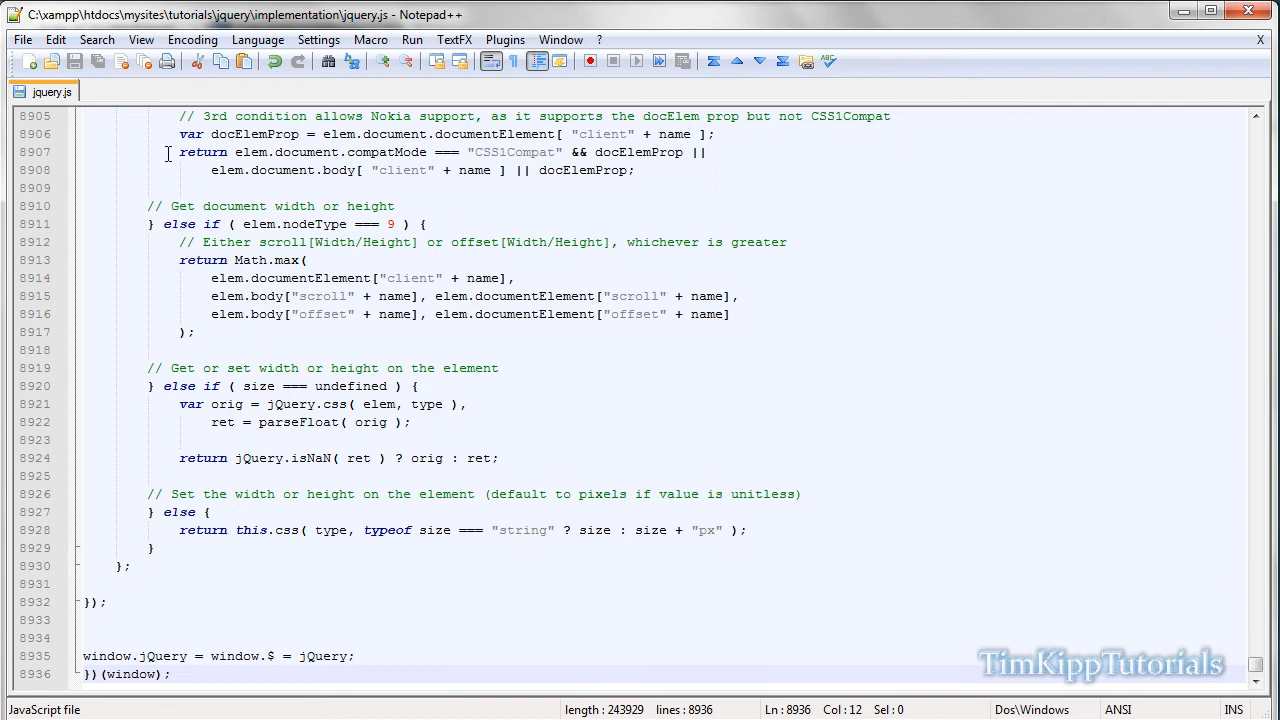 C:\xampp\htdocs\mysites\tutorials\jquery\implementation\jquery.js - Notepad++
File Edit Search View Encoding Language Settings Macro Run TextFX Plugins Window ? X
jquery.js
8905 // 3rd condition allows Nokia support, as it supports the docElem prop but not CSS1Compat
8906 var docElemProp = elem.document.documentElement[ "client" + name ];
8907 return elem.document.compatMode === "CSS1Compat" && docElemProp ||
8908 elem.document.body[ "client" + name ] || docElemProp;
8909
8910 // Get document width or height
8911 } else if ( elem.nodeType === 9 ) {
8912 // Either scroll[Width/Height] or offset[Width/Height], whichever is greater
8913 return Math.max(
8914 elem.documentElement["client" + name],
8915 elem.body["scroll" + name], elem.documentElement["scroll" + name],
8916 elem.body["offset" + name], elem.documentElement["offset" + name]
8917 );
8918
8919 // Get or set width or height on the element
8920 } else if ( size === undefined ) {
8921 var orig = jQuery.css( elem, type ),
8922 ret = parseFloat( orig );
8923
8924 return jQuery.isNaN( ret ) ? orig : ret;
8925
8926 // Set the width or height on the element (default to pixels if value is unitless)
8927 } else {
8928 return this.css( type, typeof size === "string" ? size : size + "px" );
8929 }
8930 };
8931
8932 });
8933
8934
8935 window.jQuery = window.$ = jQuery;
8936 })(window);
TimKippTutorials
JavaScript file length : 243929 lines : 8936 Ln : 8936 Col : 12 Sel : 0 Dos\Windows ANSI INS